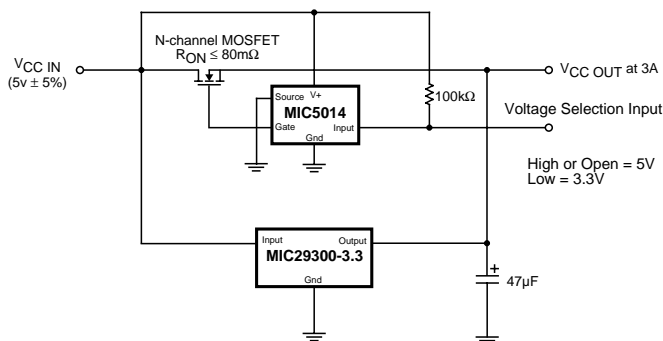 N-channel MOSFET
RON ≤ 80mΩ
VCC IN
(5v ± 5%)
VCC OUT at 3A
Source
V+
MIC5014
Gate
Input
Gnd
100kΩ
Voltage Selection Input
High or Open = 5V
Low = 3.3V
Input
Output
MIC29300-3.3
Gnd
+
47µF